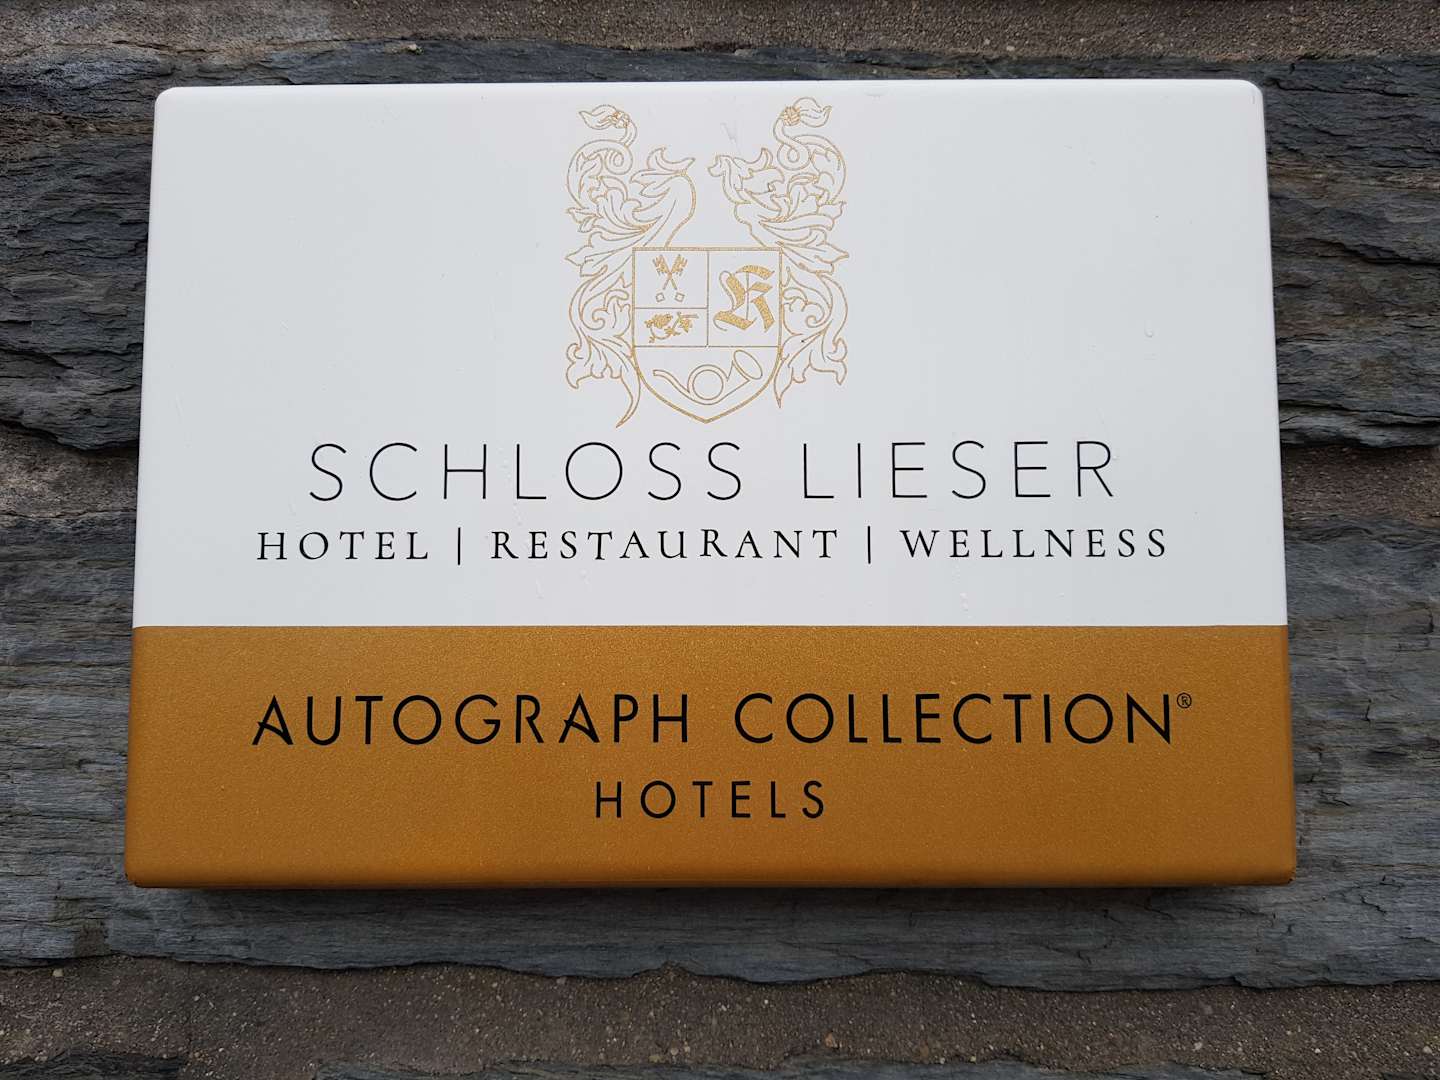 K
SCHLOSS LIESER
HOTEL | RESTAURANT | WELLNESS
AUTOGRAPH COLLECTION®
HOTELS